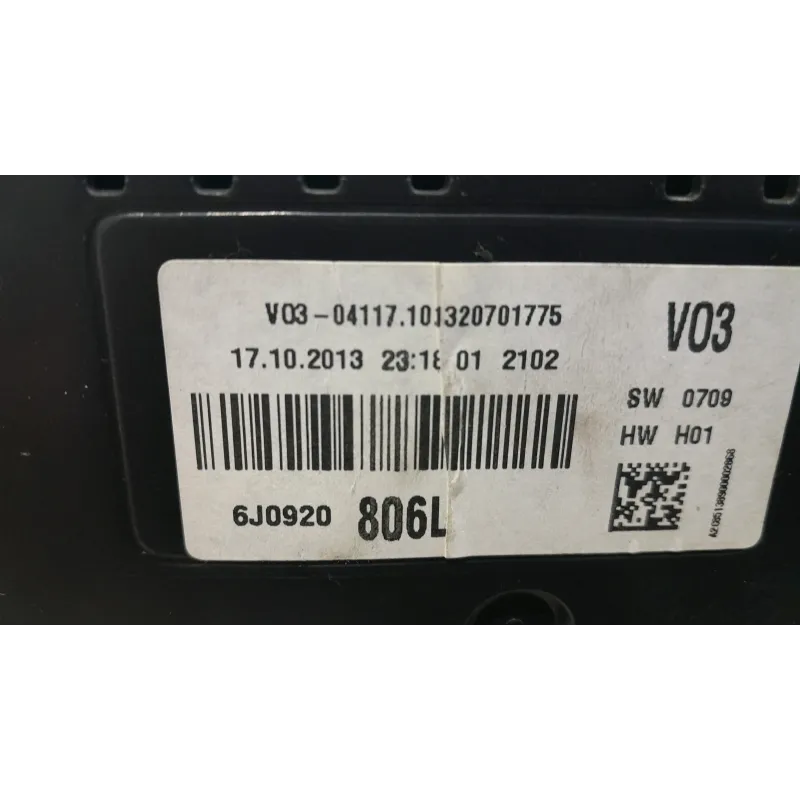 V03-04117.101320701775
V03
17.10.2013 23:18 01 2102
SW 0709
HW H01
6J0920 806L